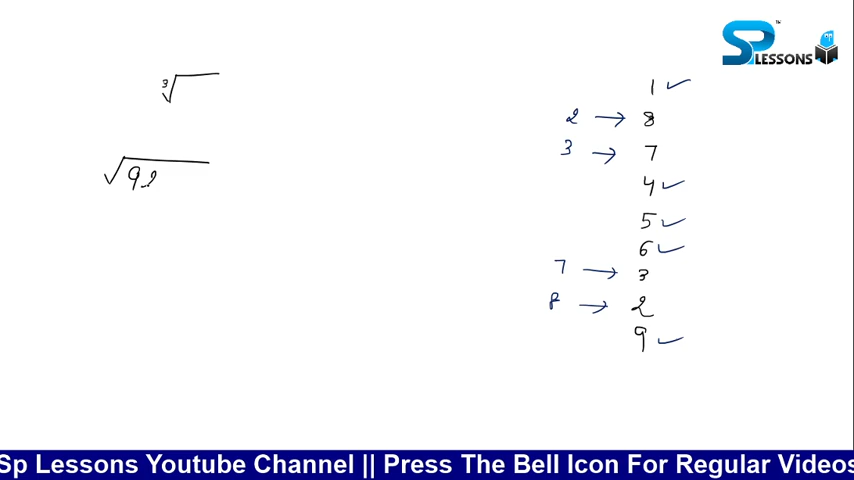 SP LESSONS
3√
√92
1 ✓
2 → 8
3 → 7
4 ✓
5 ✓
6 ✓
7 → 3
8 → 2
9 ✓
Sp Lessons Youtube Channel || Press The Bell Icon For Regular Videos